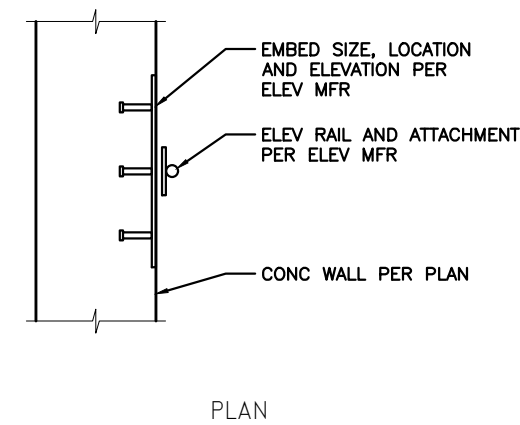 EMBED SIZE, LOCATION
AND ELEVATION PER
ELEV MFR
ELEV RAIL AND ATTACHMENT
PER ELEV MFR
CONC WALL PER PLAN
PLAN